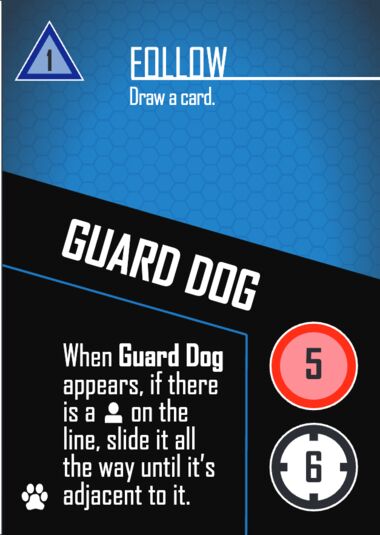 1
FOLLOW
Draw a card.
GUARD DOG
When Guard Dog
appears, if there
is a on the
line, slide it all
the way until it's
adjacent to it.
5
6